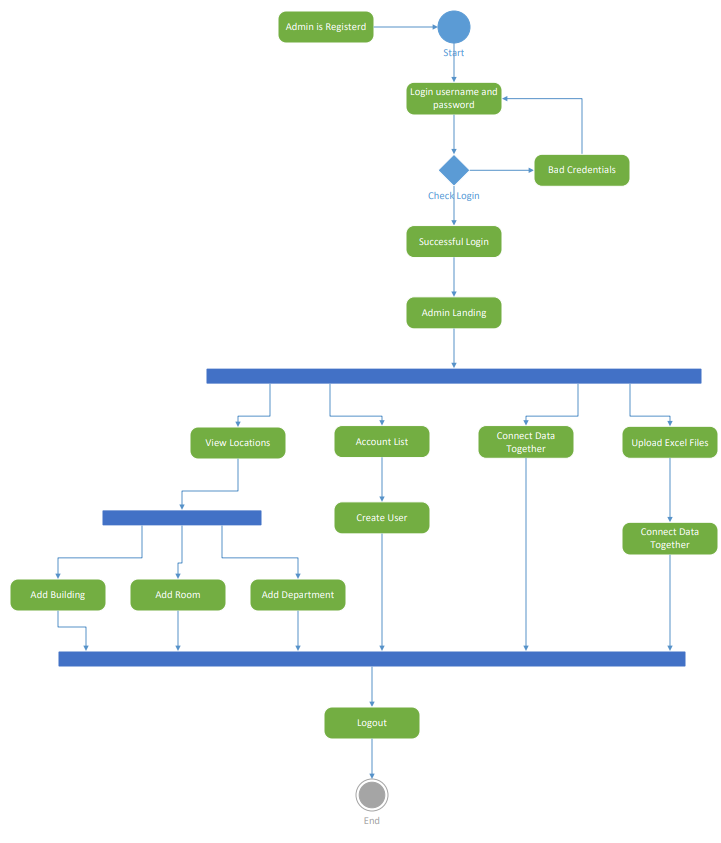 Admin is Registerd
Start
Login username and
password
Bad Credentials
Check Login
Successful Login
Admin Landing
View Locations
Account List
Connect Data
Together
Upload Excel Files
Create User
Connect Data
Together
Add Building
Add Room
Add Department
Logout
End